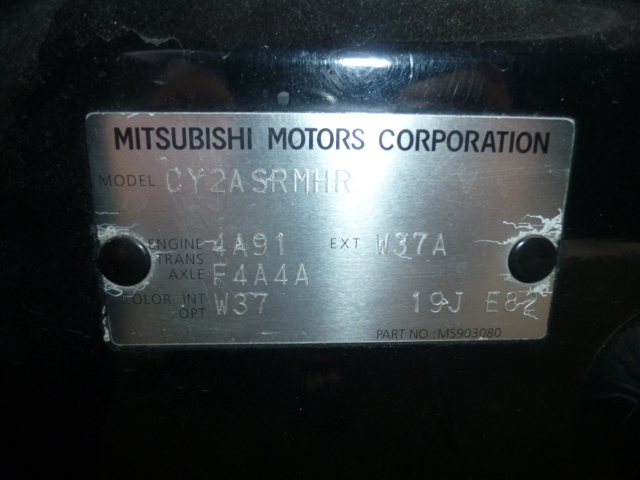 MITSUBISHI MOTORS CORPORATION
MODEL CY2ASRMHR
ENGINE 4A91 EXT W37A
TRANS AXLE F4A4A
COLOR INT OPT W37 19J E82
PART NO.: MS903080